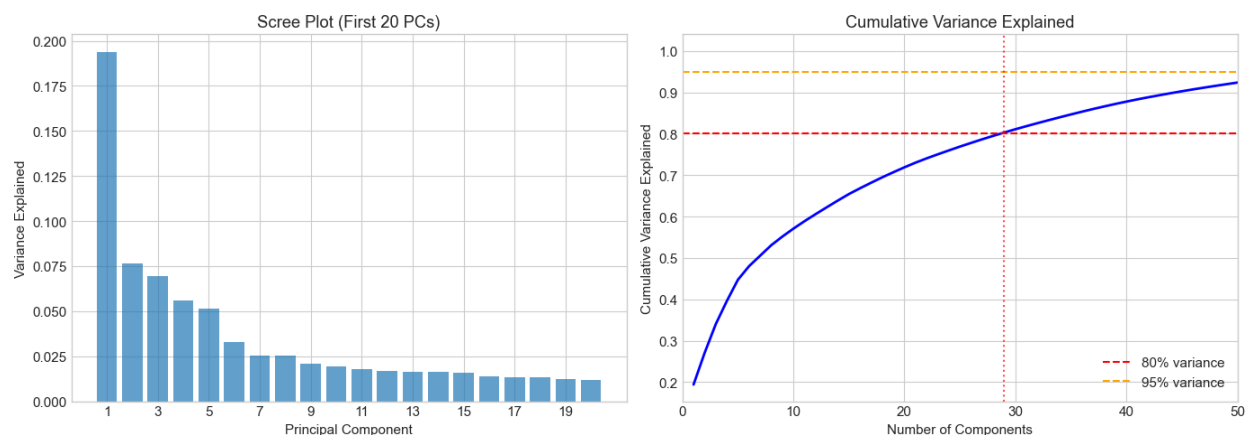 Scree Plot (First 20 PCs)
0.200
0.175
0.150
0.125
0.100
0.075
0.050
0.025
0.000
Variance Explained
1 3 5 7 9 11 13 15 17 19
Principal Component
Cumulative Variance Explained
1.0
0.9
0.8
0.7
0.6
0.5
0.4
0.3
0.2
Cumulative Variance Explained
80% variance
95% variance
0 10 20 30 40 50
Number of Components